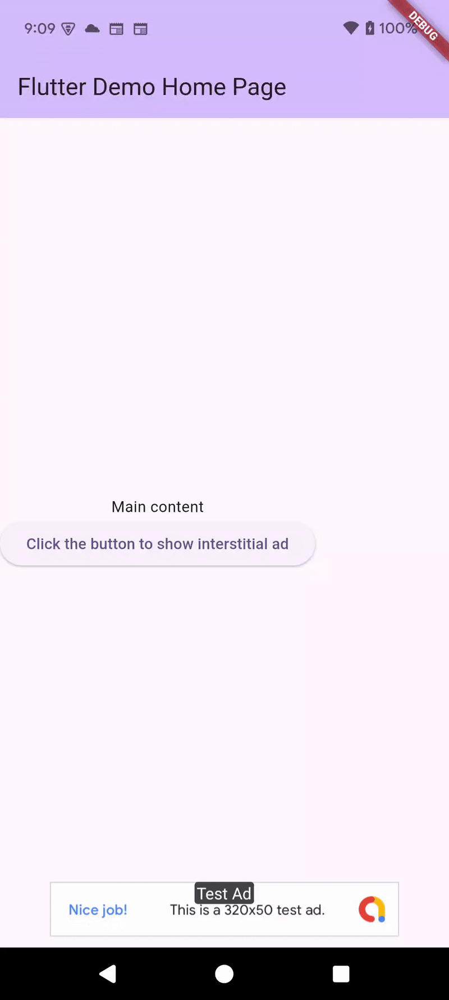 9:09
100%
DEBUG
Flutter Demo Home Page
Main content
Click the button to show interstitial ad
Test Ad
Nice job!
This is a 320x50 test ad.